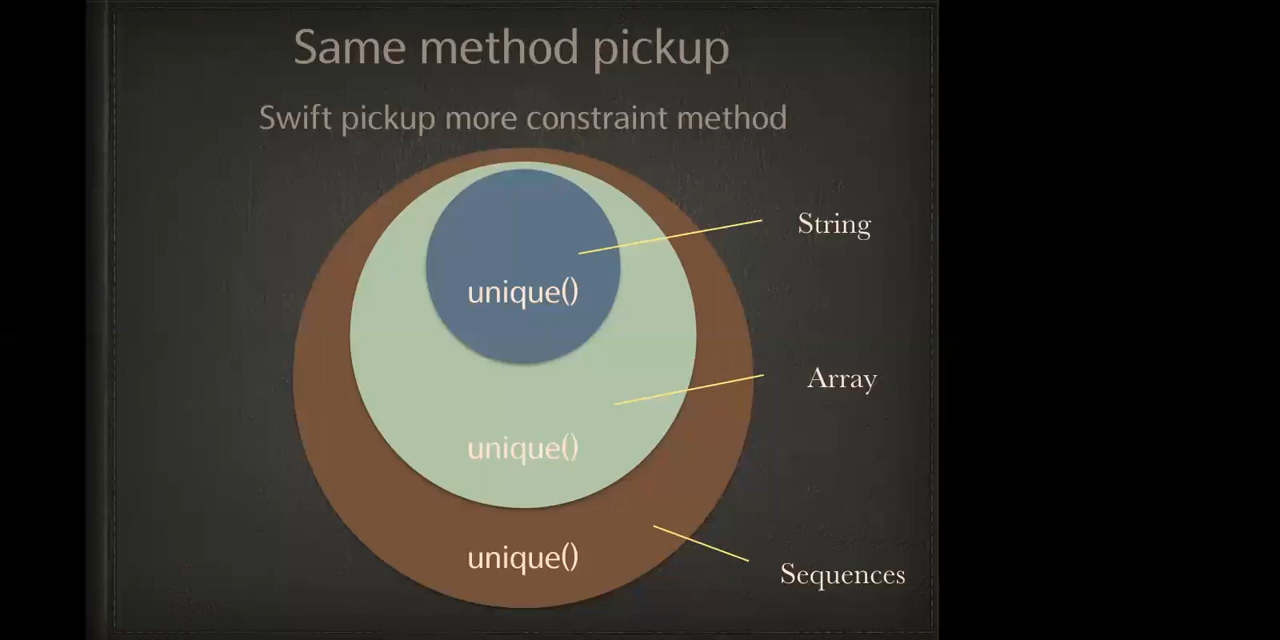 Same method pickup
Swift pickup more constraint method
String
unique()
Array
unique()
unique()
Sequences